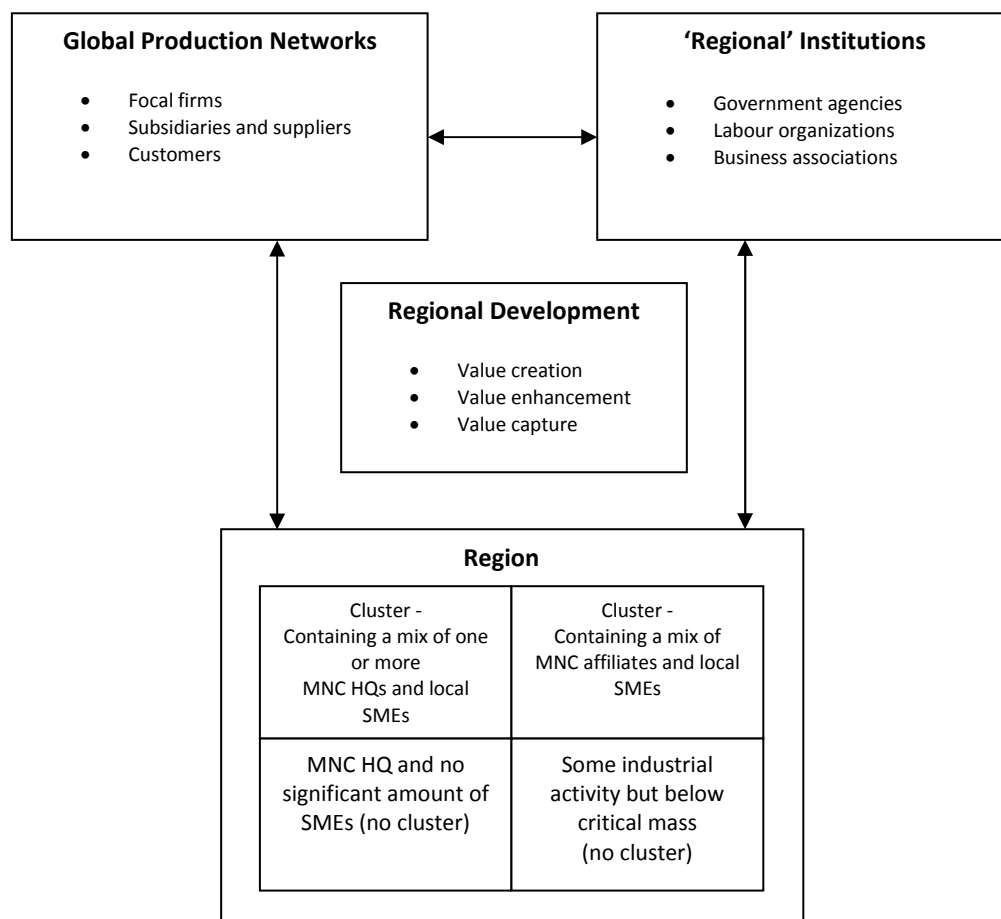 Global Production Networks
• Focal firms
• Subsidiaries and suppliers
• Customers
‘Regional’ Institutions
• Government agencies
• Labour organizations
• Business associations
Regional Development
• Value creation
• Value enhancement
• Value capture
Region
Cluster -
Containing a mix of one
or more
MNC HQs and local
SMEs
Cluster -
Containing a mix of
MNC affiliates and local
SMEs
MNC HQ and no
significant amount of
SMEs (no cluster)
Some industrial
activity but below
critical mass
(no cluster)